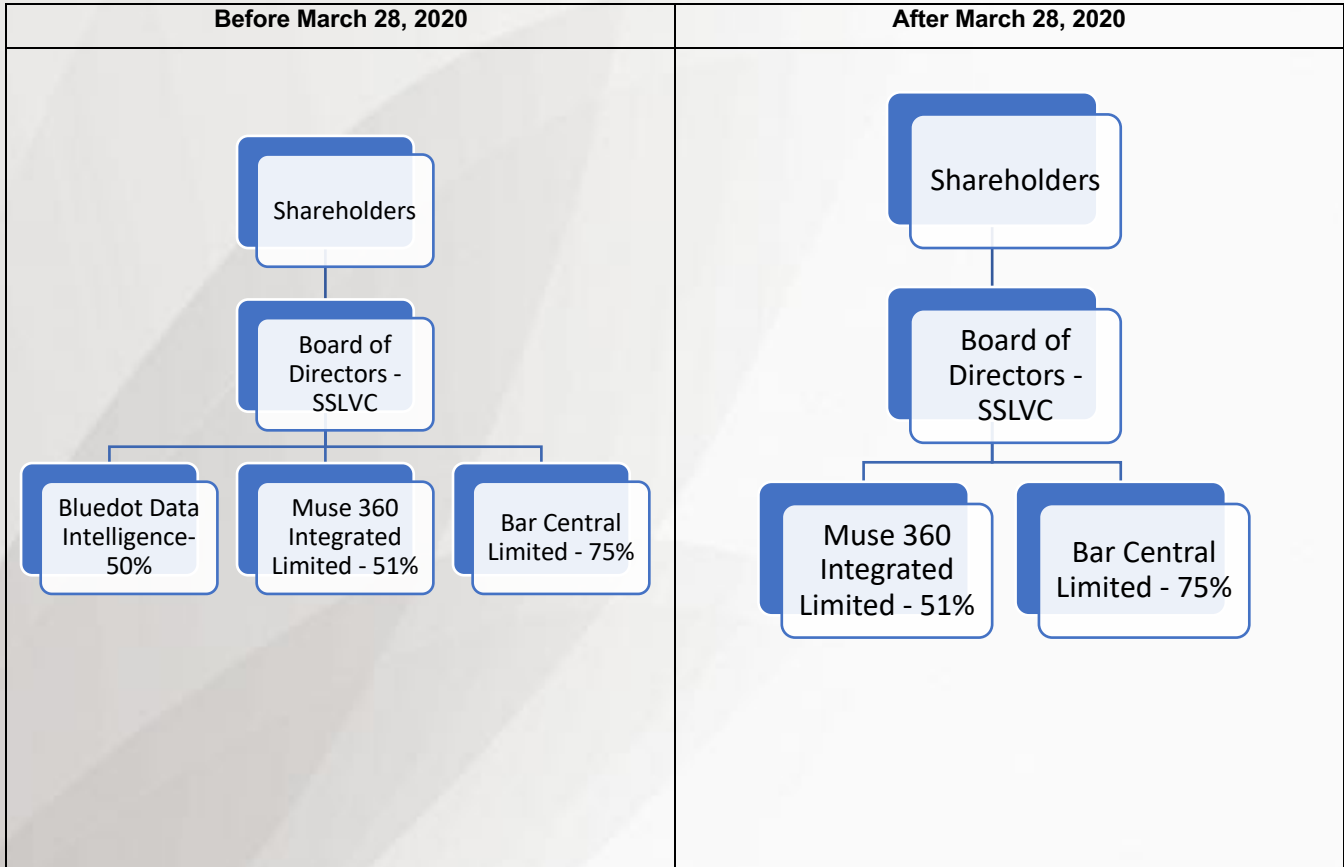 Before March 28, 2020
After March 28, 2020
Shareholders
Board of
Directors -
SSLVC
Bluedot Data
Intelligence-
50%
Muse 360
Integrated
Limited - 51%
Bar Central
Limited - 75%
Shareholders
Board of
Directors -
SSLVC
Muse 360
Integrated
Limited - 51%
Bar Central
Limited - 75%